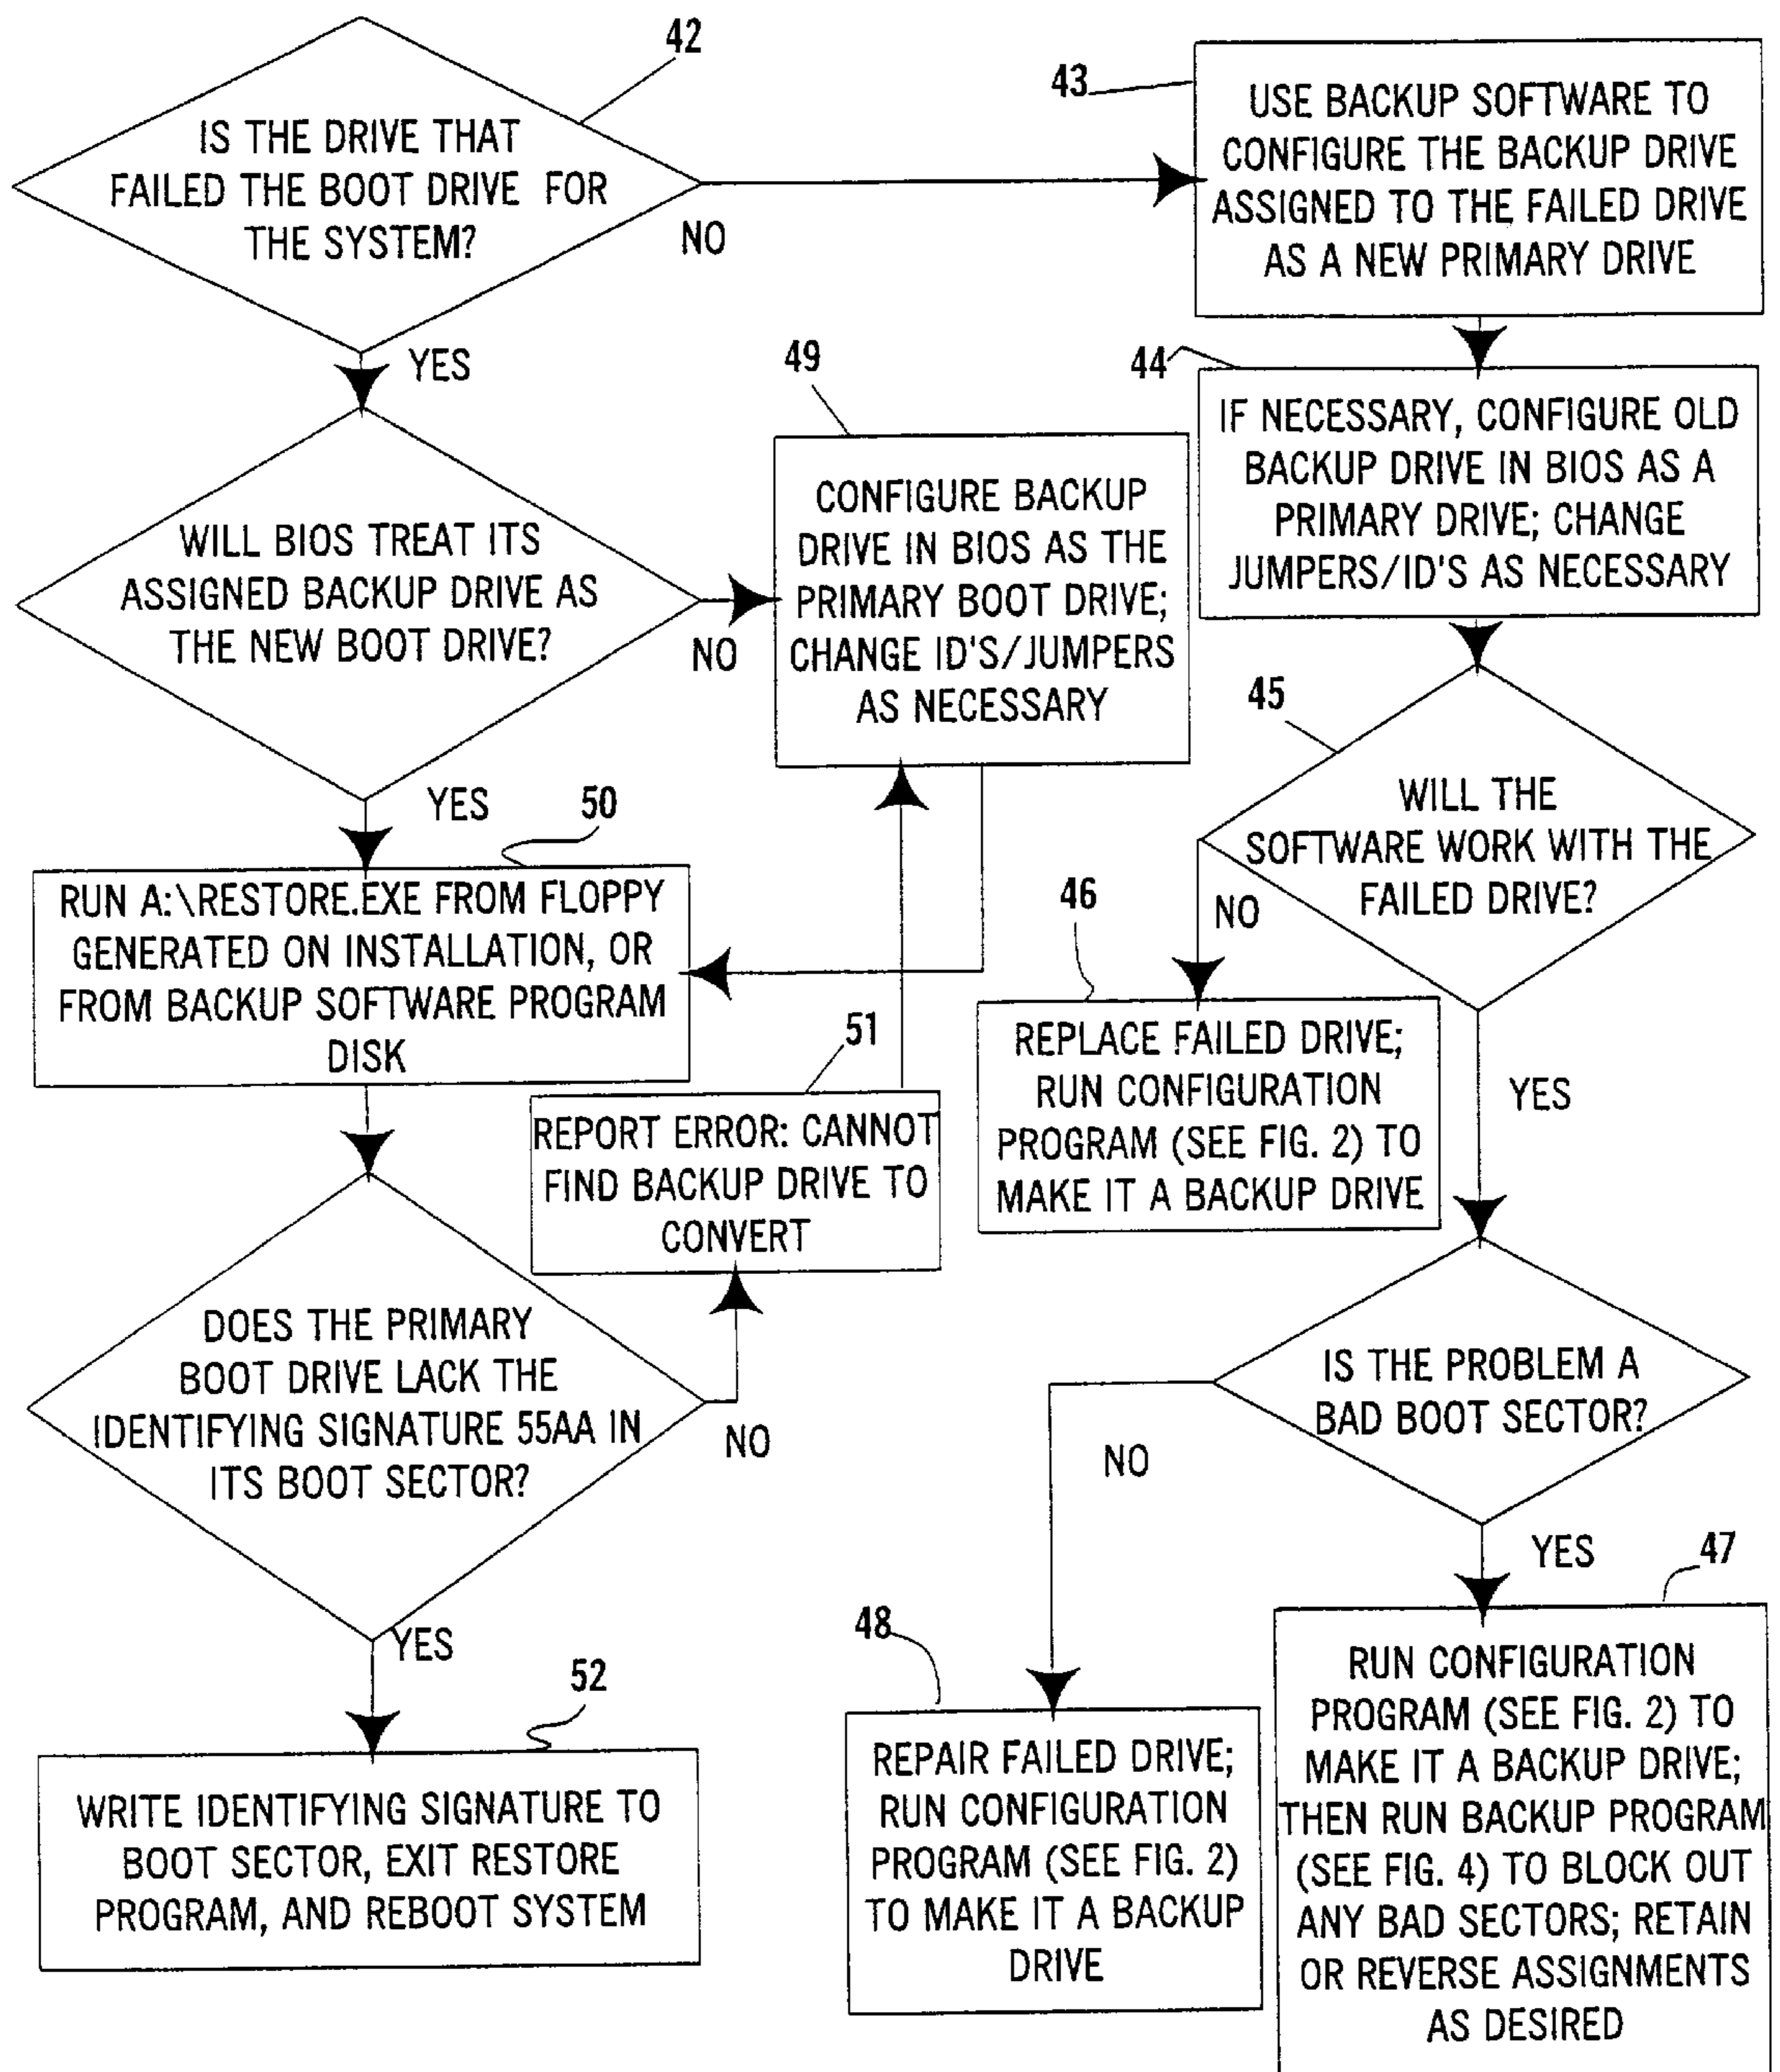 42
IS THE DRIVE THAT
FAILED THE BOOT DRIVE FOR
THE SYSTEM?
NO
YES
43
USE BACKUP SOFTWARE TO
CONFIGURE THE BACKUP DRIVE
ASSIGNED TO THE FAILED DRIVE
AS A NEW PRIMARY DRIVE
44
IF NECESSARY, CONFIGURE OLD
BACKUP DRIVE IN BIOS AS A
PRIMARY DRIVE; CHANGE
JUMPERS/ID'S AS NECESSARY
WILL BIOS TREAT ITS
ASSIGNED BACKUP DRIVE AS
THE NEW BOOT DRIVE?
NO
YES
49
CONFIGURE BACKUP
DRIVE IN BIOS AS THE
PRIMARY BOOT DRIVE;
CHANGE ID'S/JUMPERS
AS NECESSARY
45
WILL THE
SOFTWARE WORK WITH THE
FAILED DRIVE?
NO
YES
50
RUN A:\RESTORE.EXE FROM FLOPPY
GENERATED ON INSTALLATION, OR
FROM BACKUP SOFTWARE PROGRAM
DISK
51
REPORT ERROR: CANNOT
FIND BACKUP DRIVE TO
CONVERT
46
REPLACE FAILED DRIVE;
RUN CONFIGURATION
PROGRAM (SEE FIG. 2) TO
MAKE IT A BACKUP DRIVE
DOES THE PRIMARY
BOOT DRIVE LACK THE
IDENTIFYING SIGNATURE 55AA IN
ITS BOOT SECTOR?
NO
YES
IS THE PROBLEM A
BAD BOOT SECTOR?
NO
YES
52
WRITE IDENTIFYING SIGNATURE TO
BOOT SECTOR, EXIT RESTORE
PROGRAM, AND REBOOT SYSTEM
48
REPAIR FAILED DRIVE;
RUN CONFIGURATION
PROGRAM (SEE FIG. 2)
TO MAKE IT A BACKUP
DRIVE
47
RUN CONFIGURATION
PROGRAM (SEE FIG. 2) TO
MAKE IT A BACKUP DRIVE;
THEN RUN BACKUP PROGRAM
(SEE FIG. 4) TO BLOCK OUT
ANY BAD SECTORS; RETAIN
OR REVERSE ASSIGNMENTS
AS DESIRED